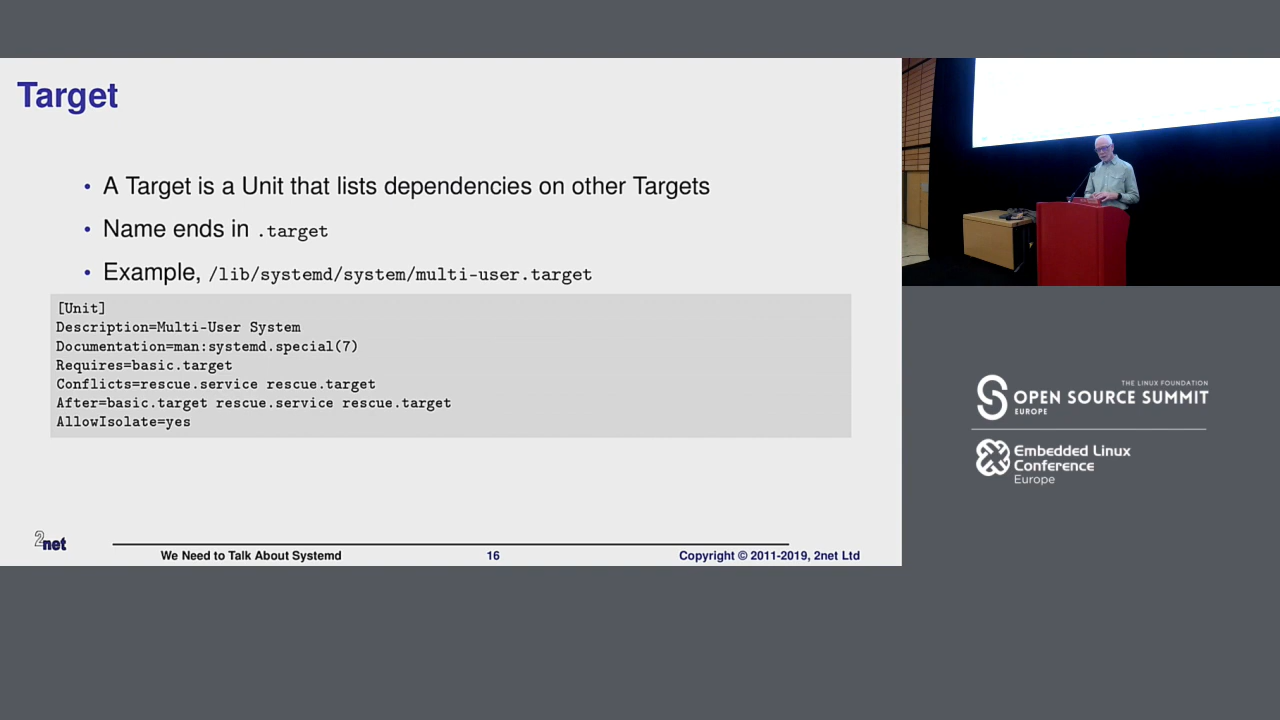 Target
• A Target is a Unit that lists dependencies on other Targets
• Name ends in .target
• Example, /lib/systemd/system/multi-user.target
[Unit]
Description=Multi-User System
Documentation=man:systemd.special(7)
Requires=basic.target
Conflicts=rescue.service rescue.target
After=basic.target rescue.service rescue.target
AllowIsolate=yes
2net
We Need to Talk About Systemd 16 Copyright © 2011-2019, 2net Ltd
THE LINUX FOUNDATION
OPEN SOURCE SUMMIT
EUROPE
Embedded Linux
Conference
Europe